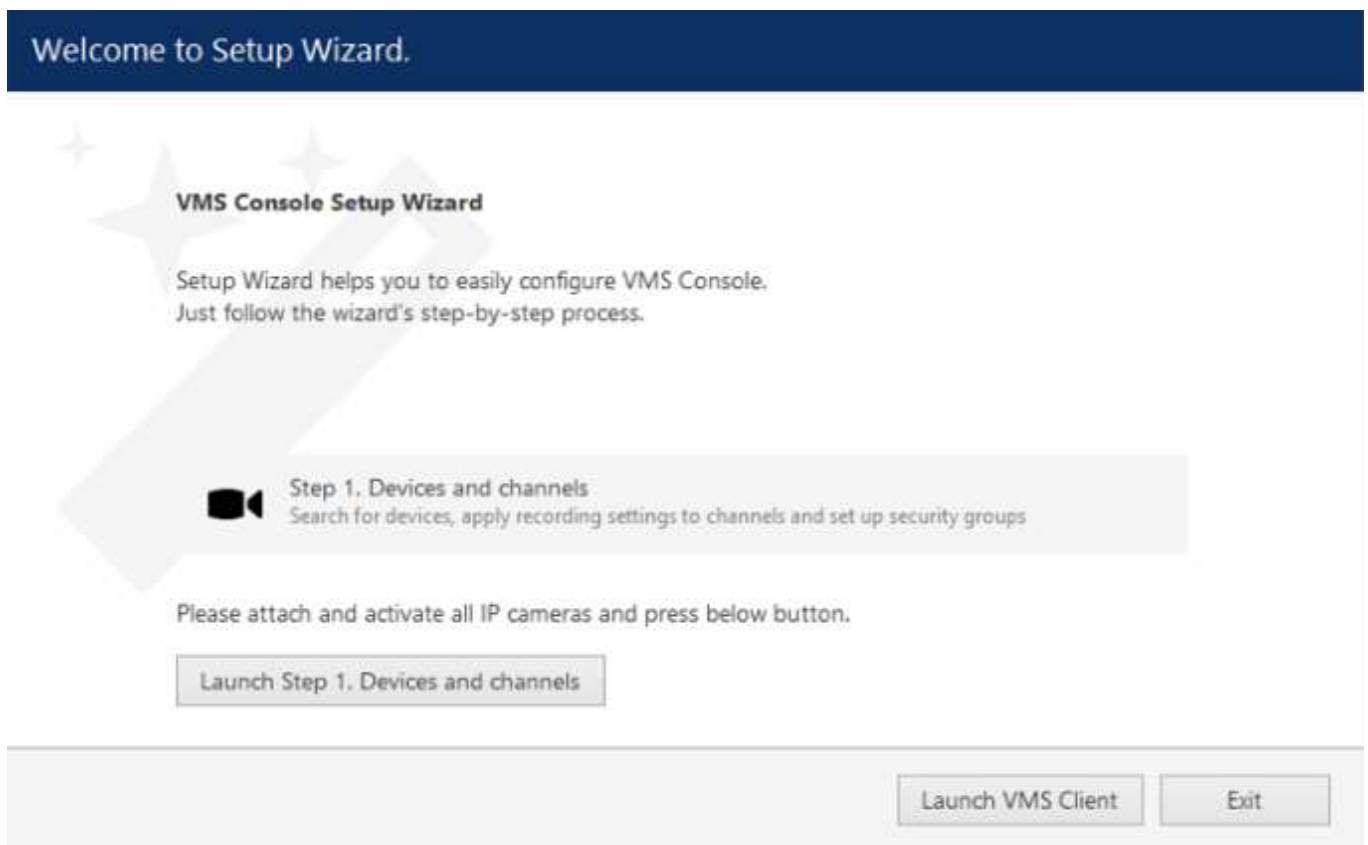 Welcome to Setup Wizard.
VMS Console Setup Wizard
Setup Wizard helps you to easily configure VMS Console.
Just follow the wizard's step-by-step process.
Step 1. Devices and channels
Search for devices, apply recording settings to channels and set up security groups
Please attach and activate all IP cameras and press below button.
Launch Step 1. Devices and channels
Launch VMS Client
Exit